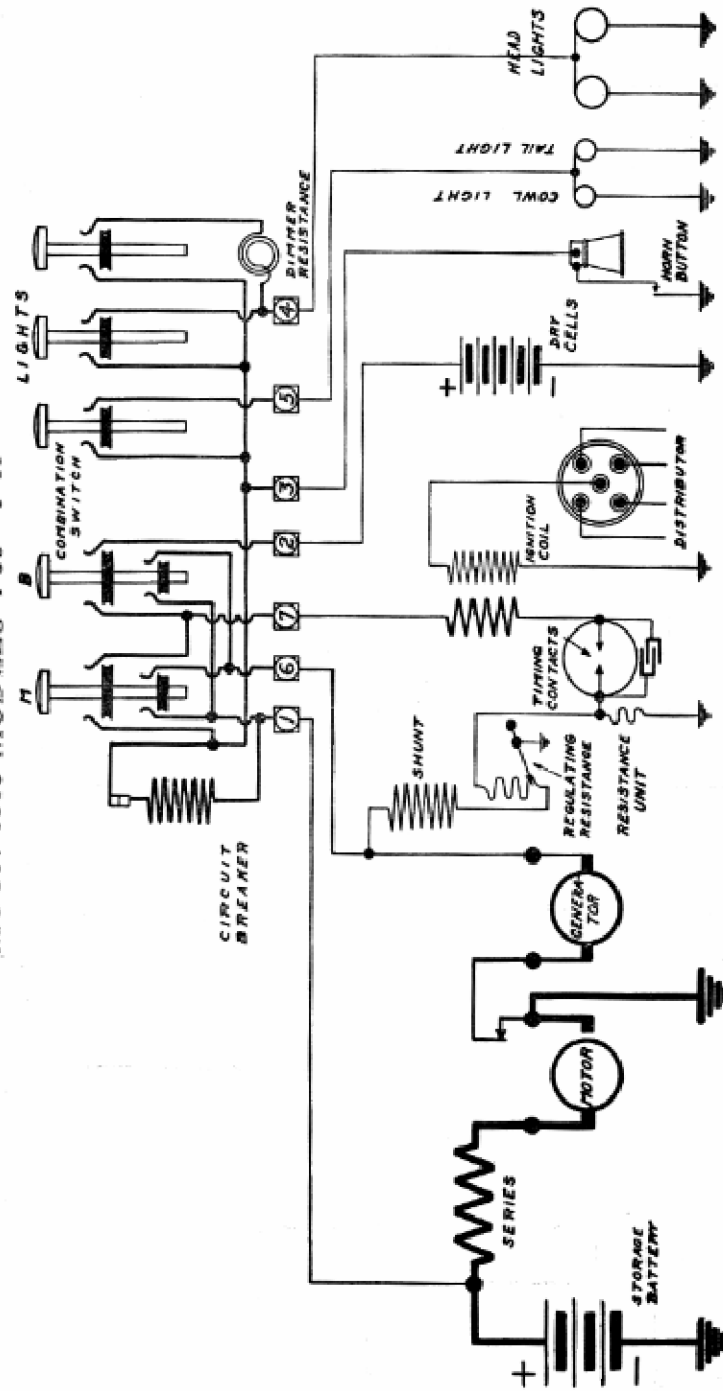 LIGHTS
M
B
COMBINATION
SWITCH
DIMMER
RESISTANCE
1
6
7
2
3
5
4
CIRCUIT
BREAKER
SHUNT
REGULATING
RESISTANCE
TIMING
CONTACTS
RESISTANCE
UNIT
IGNITION
COIL
DISTRIBUTOR
+
DRY
CELLS
-
HORN
BUTTON
COWL LIGHT
TAIL LIGHT
HEAD
LIGHTS
GENERA
TOR
MOTOR
SERIES
+
STORAGE
BATTERY
-